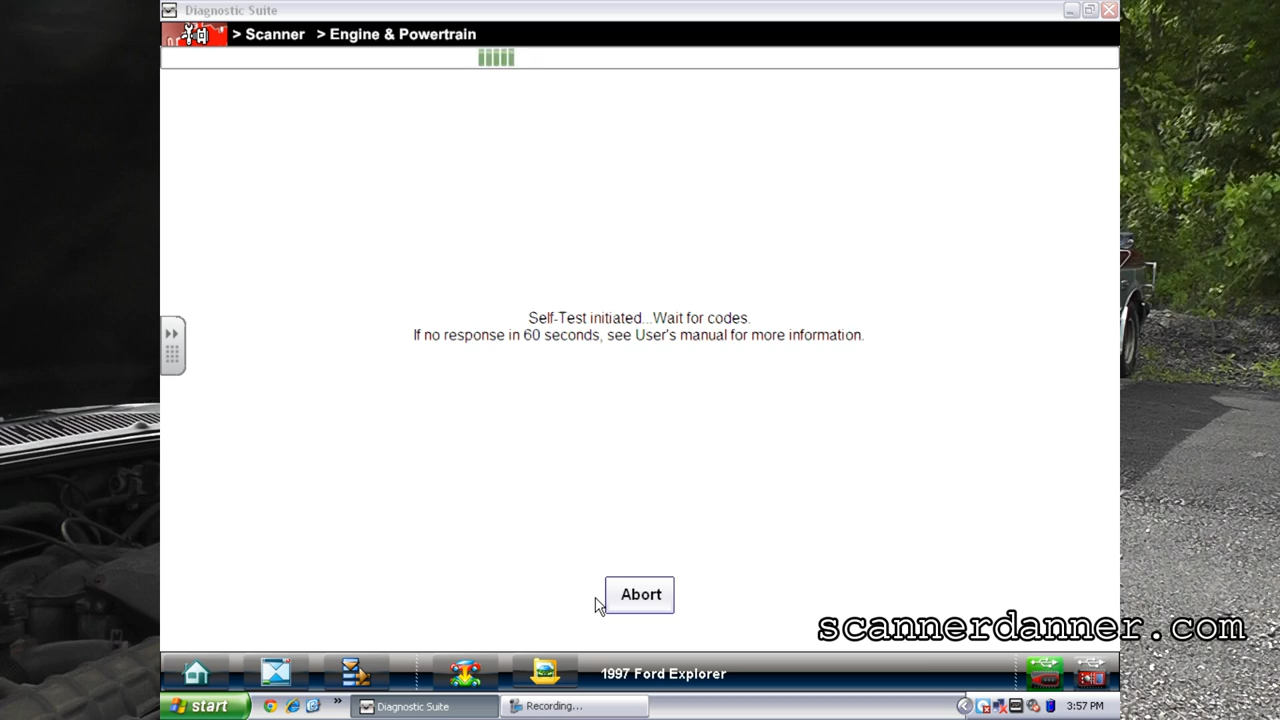 Diagnostic Suite
> Scanner > Engine & Powertrain
Self-Test initiated...Wait for codes.
If no response in 60 seconds, see User's manual for more information.
Abort
scannerdanner.com
1997 Ford Explorer
start
Diagnostic Suite
Recording...
3:57 PM